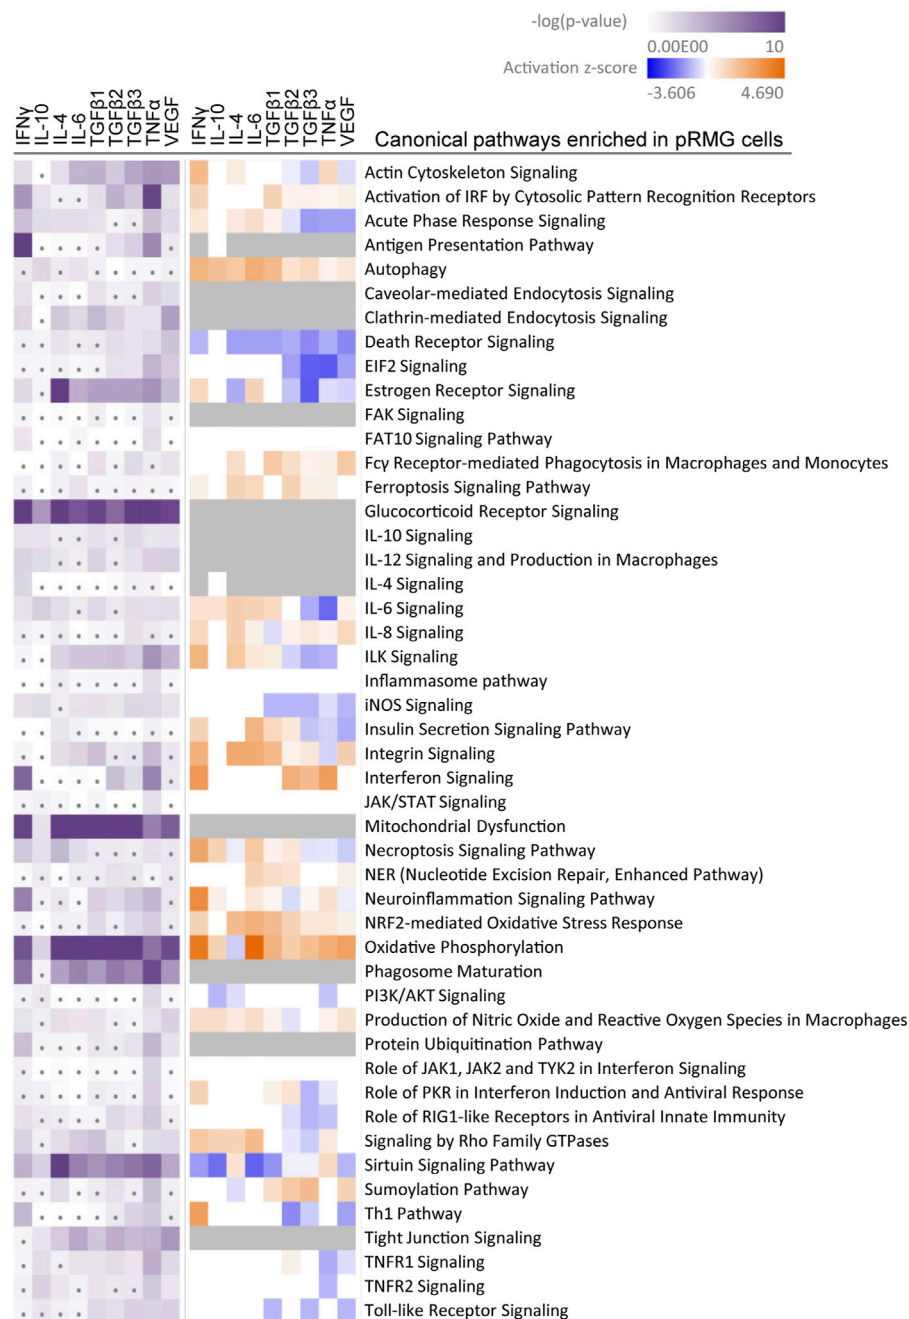 -log(p-value)
0.00E00 10
Activation z-score
-3.606 4.690
IFNγ IL-10 IL-4 IL-6 TGFβ1 TGFβ2 TGFβ3 TNFα VEGF IFNγ IL-10 IL-4 IL-6 TGFβ1 TGFβ2 TGFβ3 TNFα VEGF
Canonical pathways enriched in pRMG cells
Actin Cytoskeleton Signaling
Activation of IRF by Cytosolic Pattern Recognition Receptors
Acute Phase Response Signaling
Antigen Presentation Pathway
Autophagy
Caveolar-mediated Endocytosis Signaling
Clathrin-mediated Endocytosis Signaling
Death Receptor Signaling
EIF2 Signaling
Estrogen Receptor Signaling
FAK Signaling
FAT10 Signaling Pathway
Fcγ Receptor-mediated Phagocytosis in Macrophages and Monocytes
Ferroptosis Signaling Pathway
Glucocorticoid Receptor Signaling
IL-10 Signaling
IL-12 Signaling and Production in Macrophages
IL-4 Signaling
IL-6 Signaling
IL-8 Signaling
ILK Signaling
Inflammasome pathway
iNOS Signaling
Insulin Secretion Signaling Pathway
Integrin Signaling
Interferon Signaling
JAK/STAT Signaling
Mitochondrial Dysfunction
Necroptosis Signaling Pathway
NER (Nucleotide Excision Repair, Enhanced Pathway)
Neuroinflammation Signaling Pathway
NRF2-mediated Oxidative Stress Response
Oxidative Phosphorylation
Phagosome Maturation
PI3K/AKT Signaling
Production of Nitric Oxide and Reactive Oxygen Species in Macrophages
Protein Ubiquitination Pathway
Role of JAK1, JAK2 and TYK2 in Interferon Signaling
Role of PKR in Interferon Induction and Antiviral Response
Role of RIG1-like Receptors in Antiviral Innate Immunity
Signaling by Rho Family GTPases
Sirtuin Signaling Pathway
Sumoylation Pathway
Th1 Pathway
Tight Junction Signaling
TNFR1 Signaling
TNFR2 Signaling
Toll-like Receptor Signaling